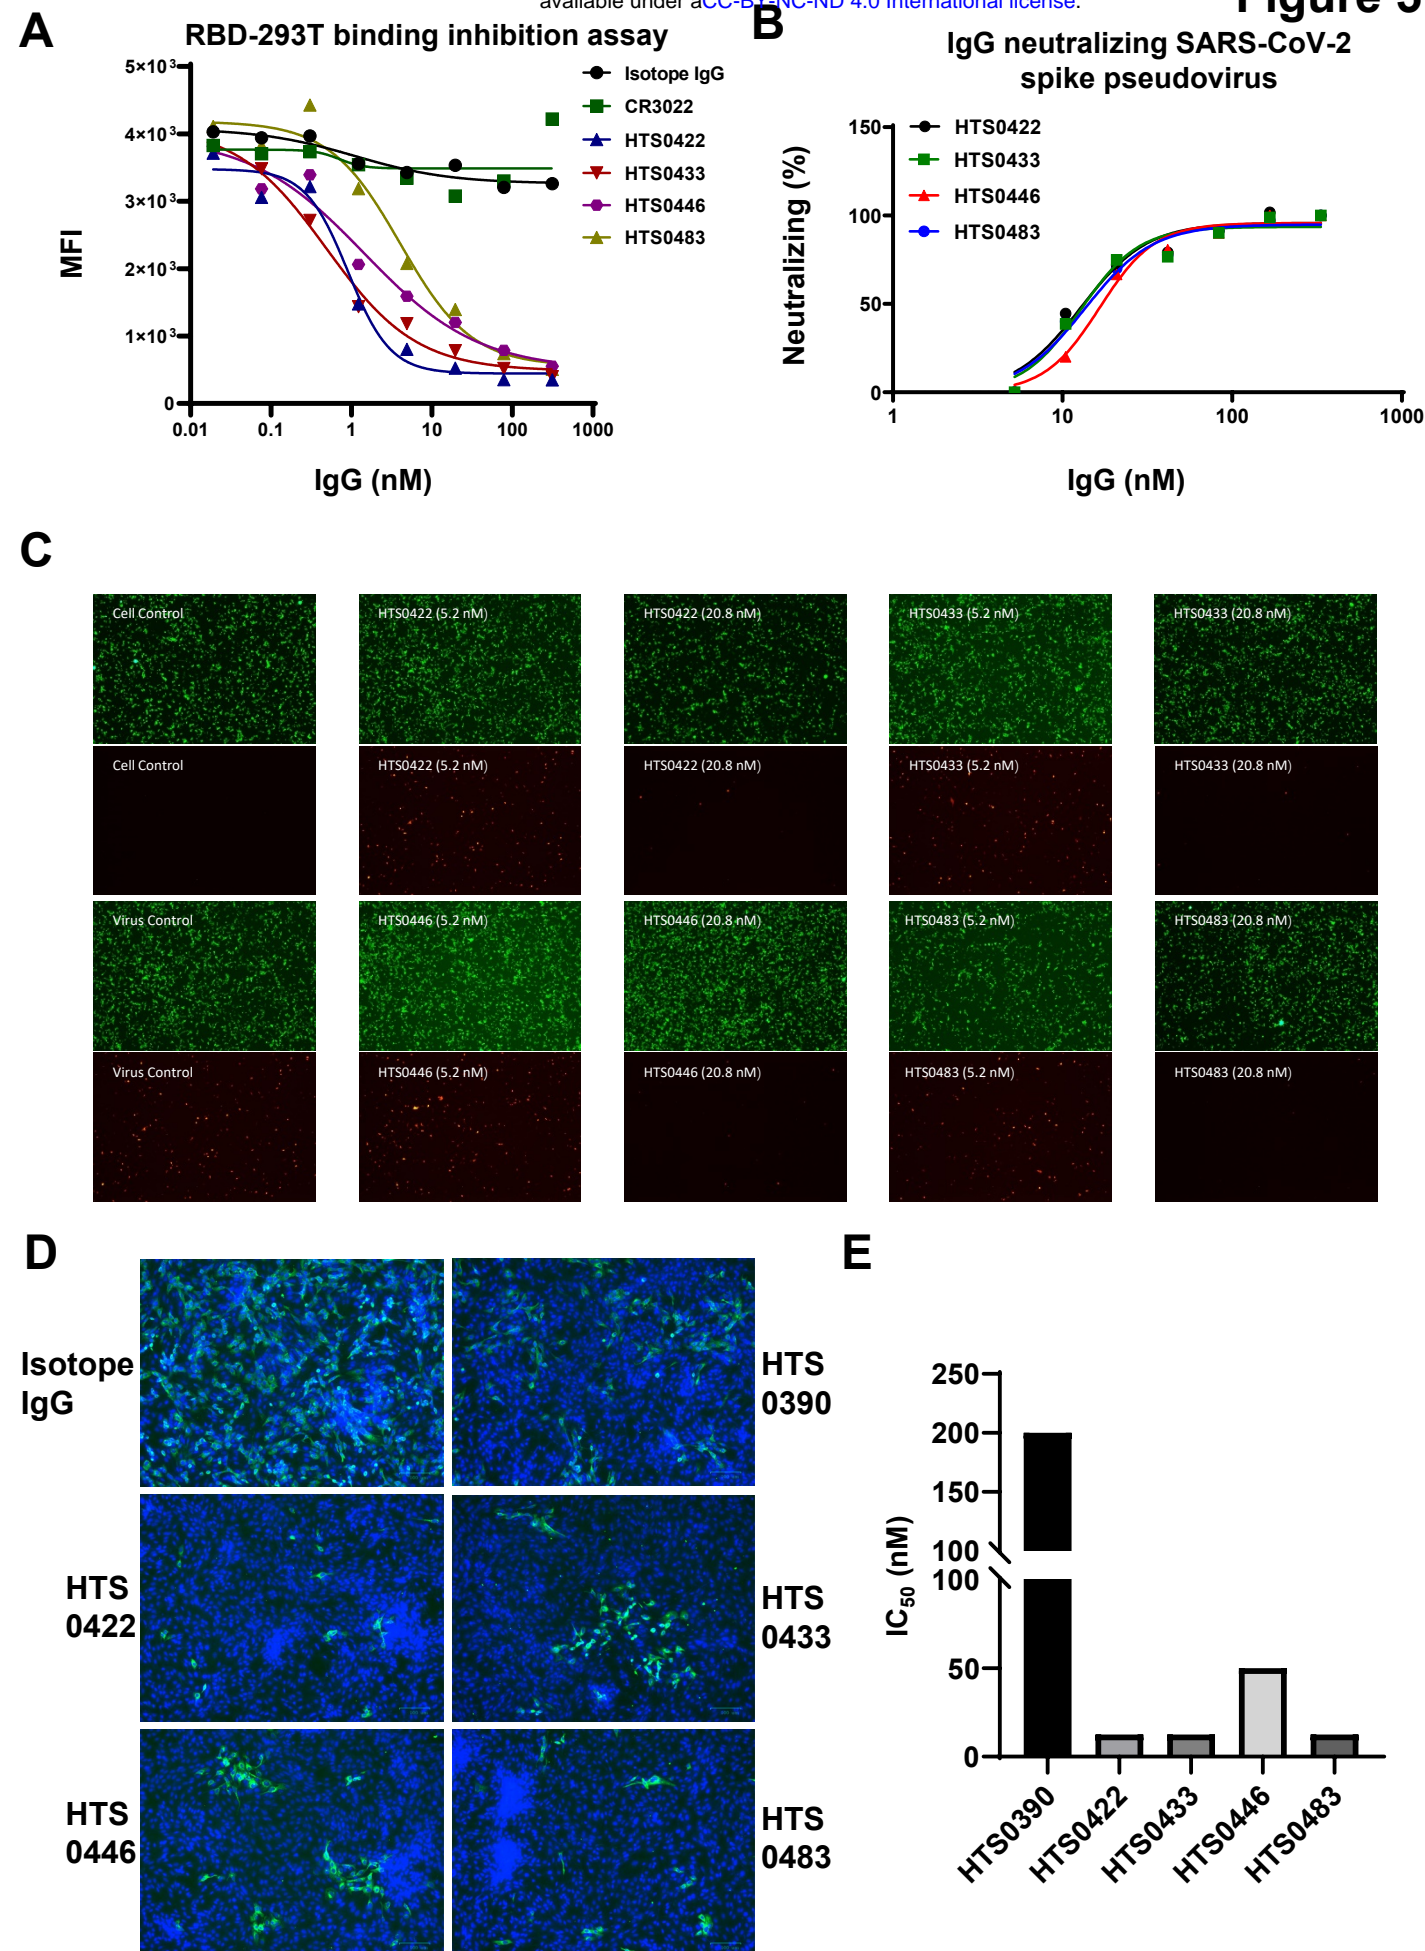 available under aCC-BY-NC-ND 4.0 International license.
A
RBD-293T binding inhibition assay
5×10³
4×10³
3×10³
2×10³
1×10³
0
MFI
0.01 0.1 1 10 100 1000
IgG (nM)
Isotope IgG
CR3022
HTS0422
HTS0433
HTS0446
HTS0483
B
IgG neutralizing SARS-CoV-2
spike pseudovirus
150
100
50
0
Neutralizing (%)
HTS0422
HTS0433
HTS0446
HTS0483
1 10 100 1000
IgG (nM)
C
Cell Control HTS0422 (5.2 nM) HTS0422 (20.8 nM) HTS0433 (5.2 nM) HTS0433 (20.8 nM)
Cell Control HTS0422 (5.2 nM) HTS0422 (20.8 nM) HTS0433 (5.2 nM) HTS0433 (20.8 nM)
Virus Control HTS0446 (5.2 nM) HTS0446 (20.8 nM) HTS0483 (5.2 nM) HTS0483 (20.8 nM)
Virus Control HTS0446 (5.2 nM) HTS0446 (20.8 nM) HTS0483 (5.2 nM) HTS0483 (20.8 nM)
D
Isotope
IgG
HTS
0390
HTS
0422
HTS
0433
HTS
0446
HTS
0483
E
250
200
150
100
100
50
0
IC₅₀ (nM)
HTS0390
HTS0422
HTS0433
HTS0446
HTS0483